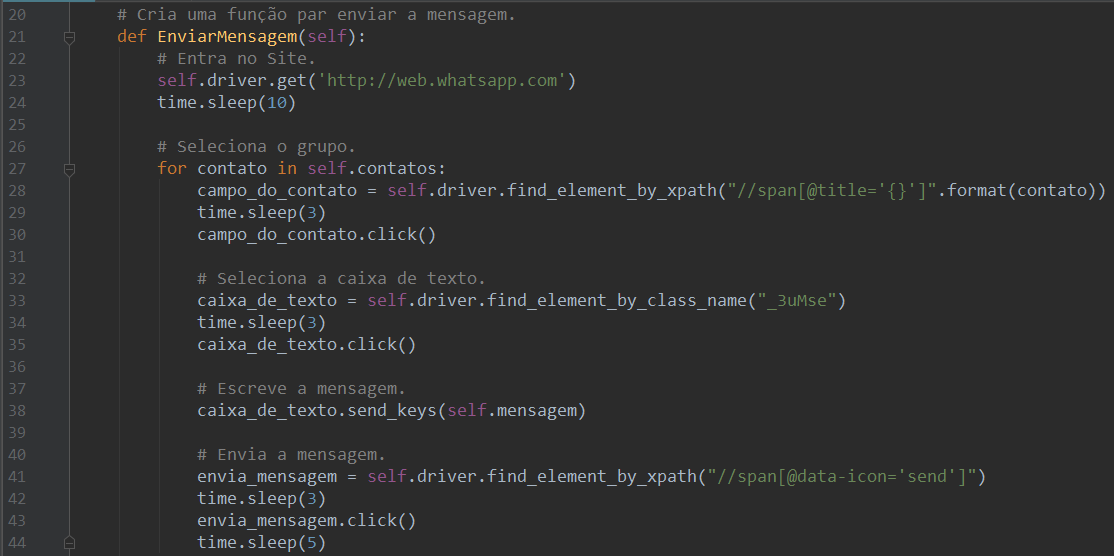 20 # Cria uma função par enviar a mensagem.
21 def EnviarMensagem(self):
22 # Entra no Site.
23 self.driver.get('http://web.whatsapp.com')
24 time.sleep(10)
25
26 # Seleciona o grupo.
27 for contato in self.contatos:
28 campo_do_contato = self.driver.find_element_by_xpath("//span[@title='{}']".format(contato))
29 time.sleep(3)
30 campo_do_contato.click()
31
32 # Seleciona a caixa de texto.
33 caixa_de_texto = self.driver.find_element_by_class_name("_3uMse")
34 time.sleep(3)
35 caixa_de_texto.click()
36
37 # Escreve a mensagem.
38 caixa_de_texto.send_keys(self.mensagem)
39
40 # Envia a mensagem.
41 envia_mensagem = self.driver.find_element_by_xpath("//span[@data-icon='send']")
42 time.sleep(3)
43 envia_mensagem.click()
44 time.sleep(5)